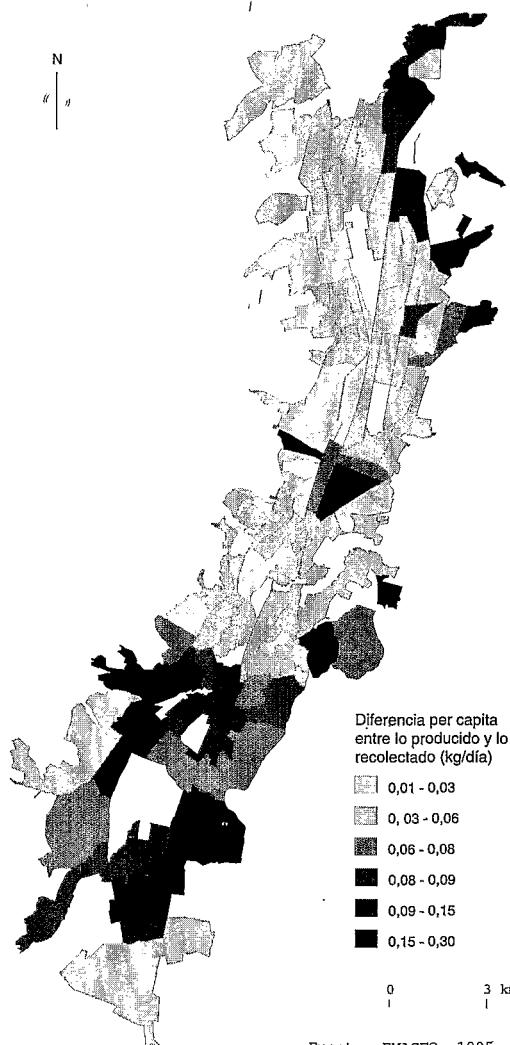 N
Diferencia per capita
entre lo producido y lo
recolectado (kg/día)
0,01 - 0,03
0, 03 - 0,06
0,06 - 0,08
0,08 - 0,09
0,09 - 0,15
0,15 - 0,30
0 3